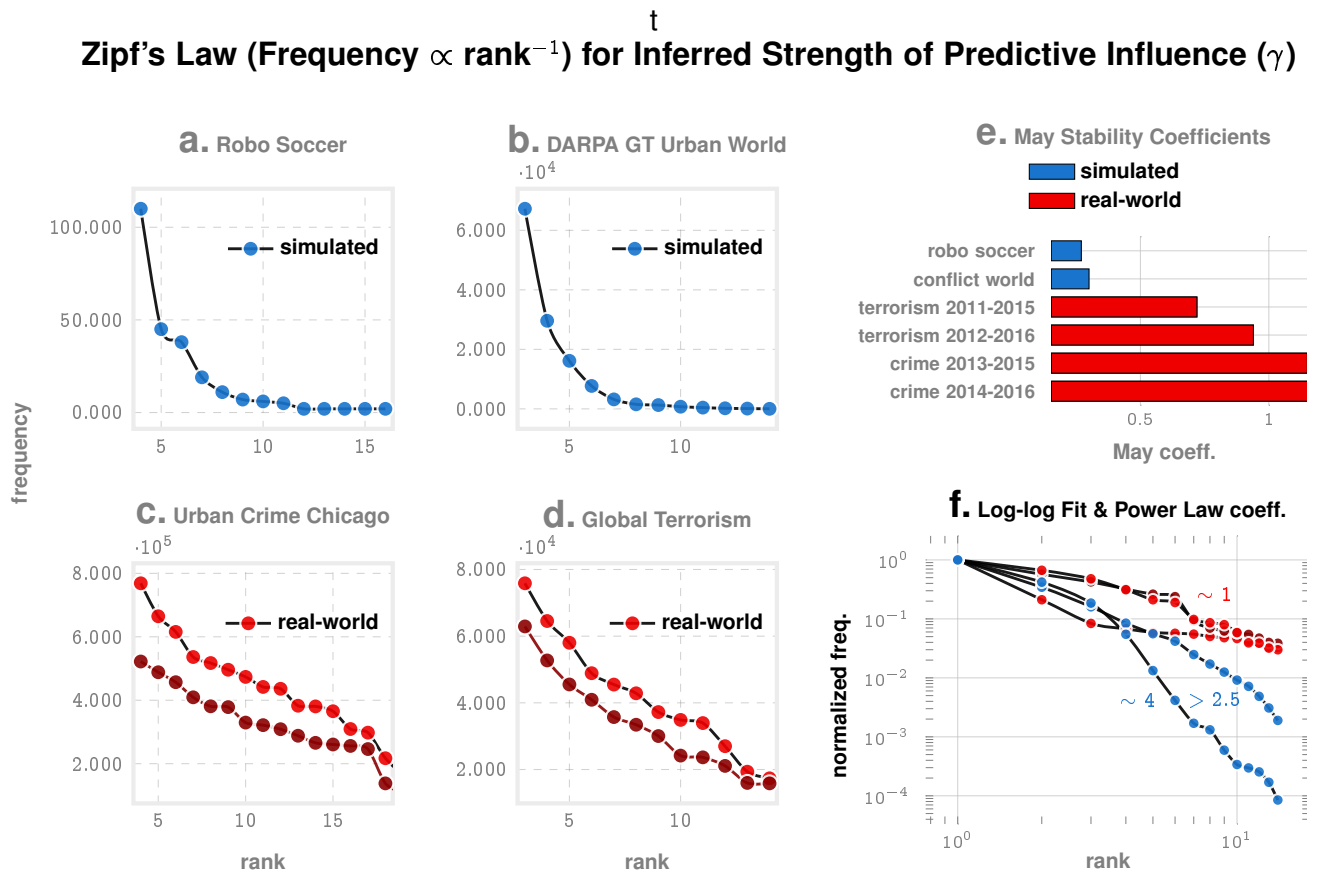 t
Zipf's Law (Frequency ∝ rank⁻¹) for Inferred Strength of Predictive Influence (γ)
a. Robo Soccer
100.000
50.000
0.000
simulated
5 10 15
b. DARPA GT Urban World
·10⁴
6.000
4.000
2.000
0.000
simulated
5 10
e. May Stability Coefficients
simulated
real-world
robo soccer
conflict world
terrorism 2011-2015
terrorism 2012-2016
crime 2013-2015
crime 2014-2016
0.5 1
May coeff.
frequency
c. Urban Crime Chicago
·10⁵
8.000
6.000
4.000
2.000
real-world
5 10 15
rank
d. Global Terrorism
·10⁴
8.000
6.000
4.000
2.000
real-world
5 10
rank
f. Log-log Fit & Power Law coeff.
normalized freq.
10⁰
10⁻¹
10⁻²
10⁻³
10⁻⁴
∼ 1
∼ 4 > 2.5
10⁰ 10¹
rank